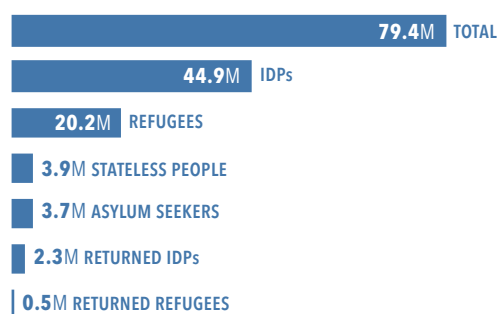 79.4M TOTAL
44.9M IDPs
20.2M REFUGEES
3.9M STATELESS PEOPLE
3.7M ASYLUM SEEKERS
2.3M RETURNED IDPs
0.5M RETURNED REFUGEES